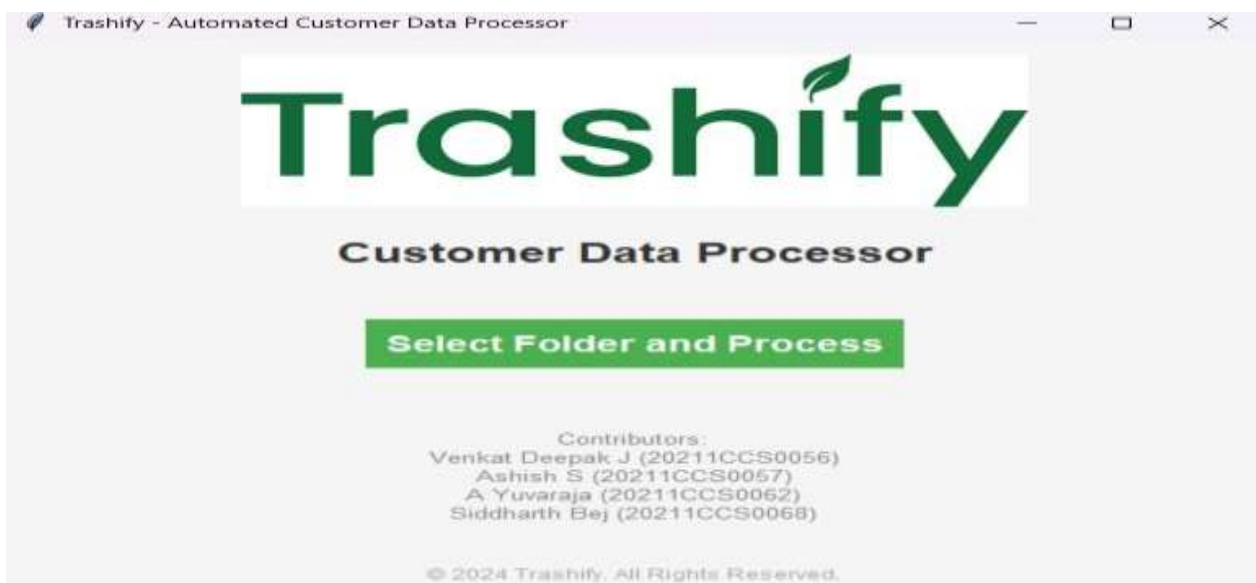 Trashify - Automated Customer Data Processor
Trashify
Customer Data Processor
Select Folder and Process
Contributors:
Venkat Deepak J (20211CCS0056)
Ashish S (20211CCS0057)
A Yuvaraja (20211CCS0062)
Siddharth Bej (20211CCS0068)
© 2024 Trashify. All Rights Reserved.